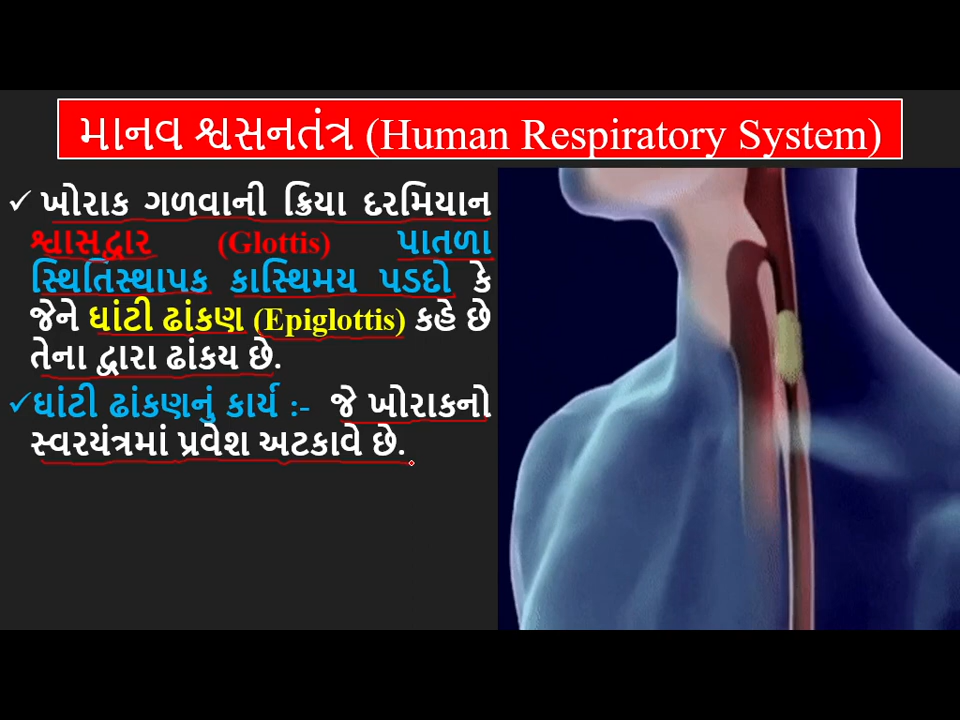 માનવ શ્વસનતંત્ર (Human Respiratory System)
✓ ખોરાક ગળવાની ક્રિયા દરમિયાન
શ્વાસદ્વાર (Glottis) પાતળા
સ્થિતિસ્થાપક કાસ્થિમય પડદો કે
જેને ઘાંટી ઢાંકણ (Epiglottis) કહે છે
તેના દ્વારા ઢાંકય છે.
✓ ઘાંટી ઢાંકણનું કાર્ય :- જે ખોરાકનો
સ્વરયંત્રમાં પ્રવેશ અટકાવે છે.